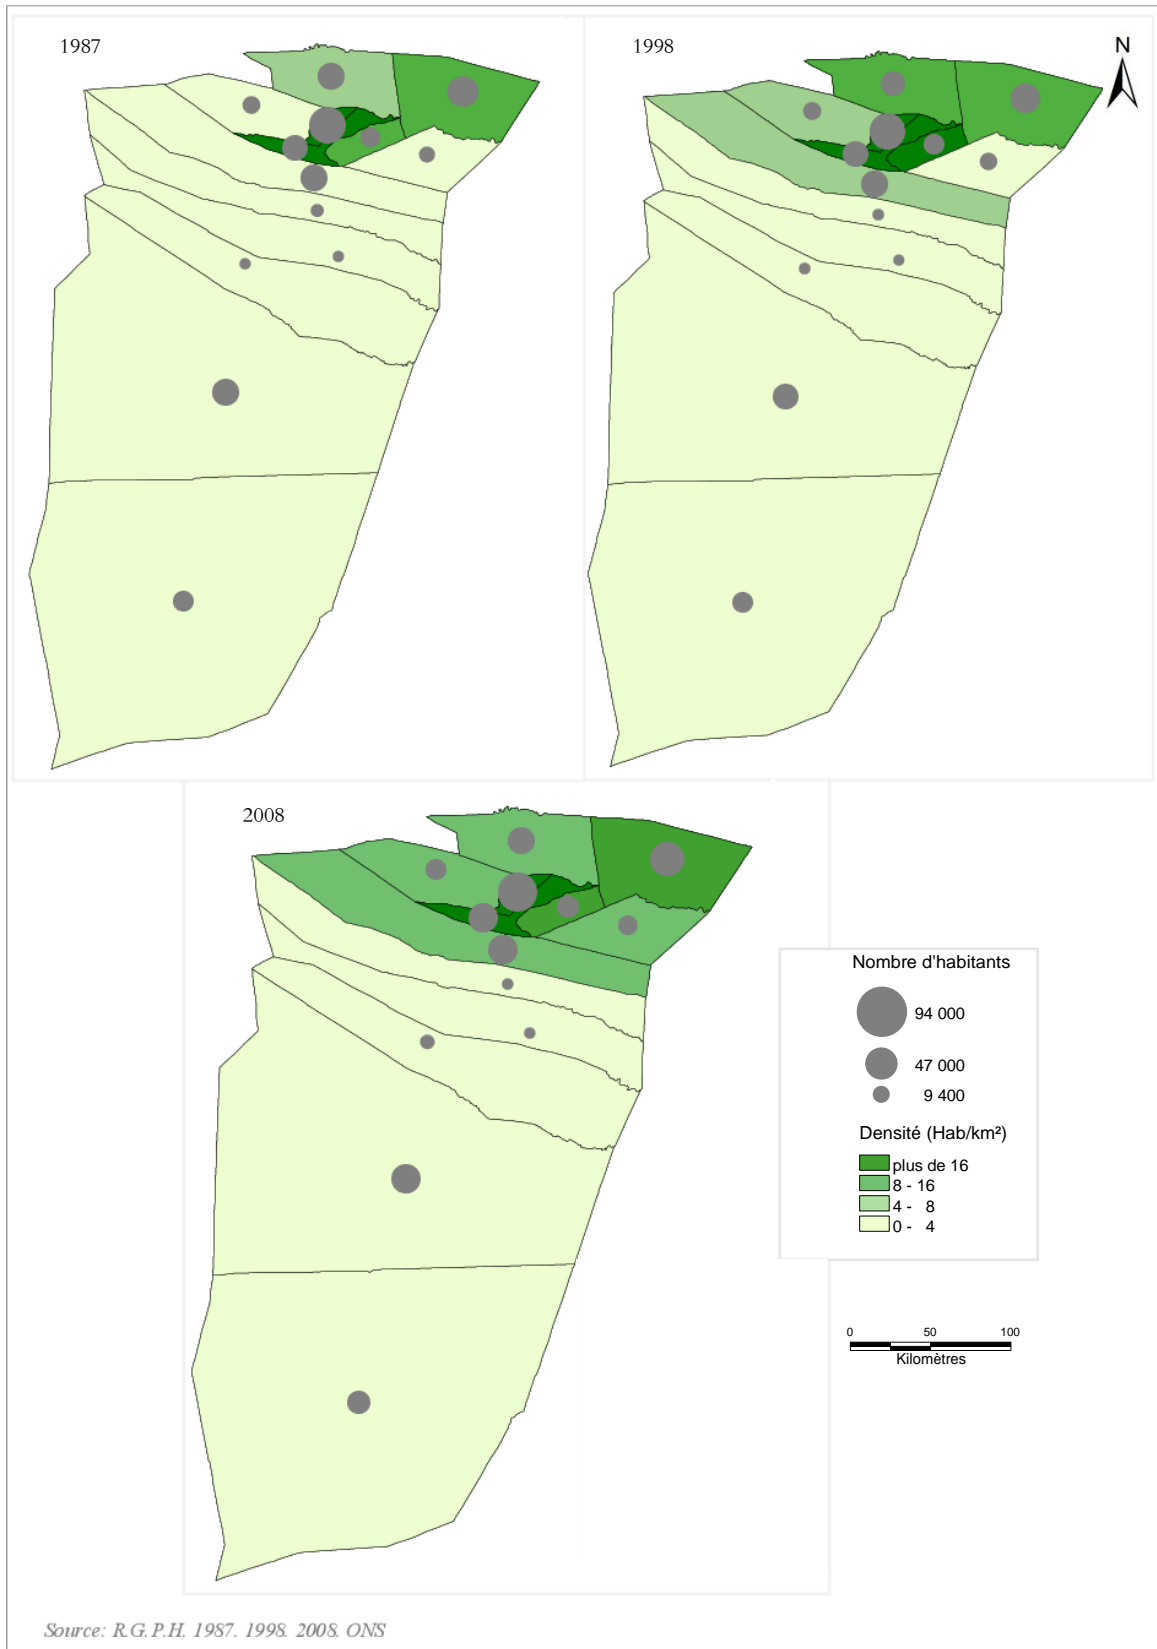 1987
1998
N
2008
Nombre d'habitants
94 000
47 000
9 400
Densité (Hab/km²)
plus de 16
8 - 16
4 - 8
0 - 4
0 50 100
Kilomètres
Source: R.G.P.H. 1987. 1998. 2008. ONS